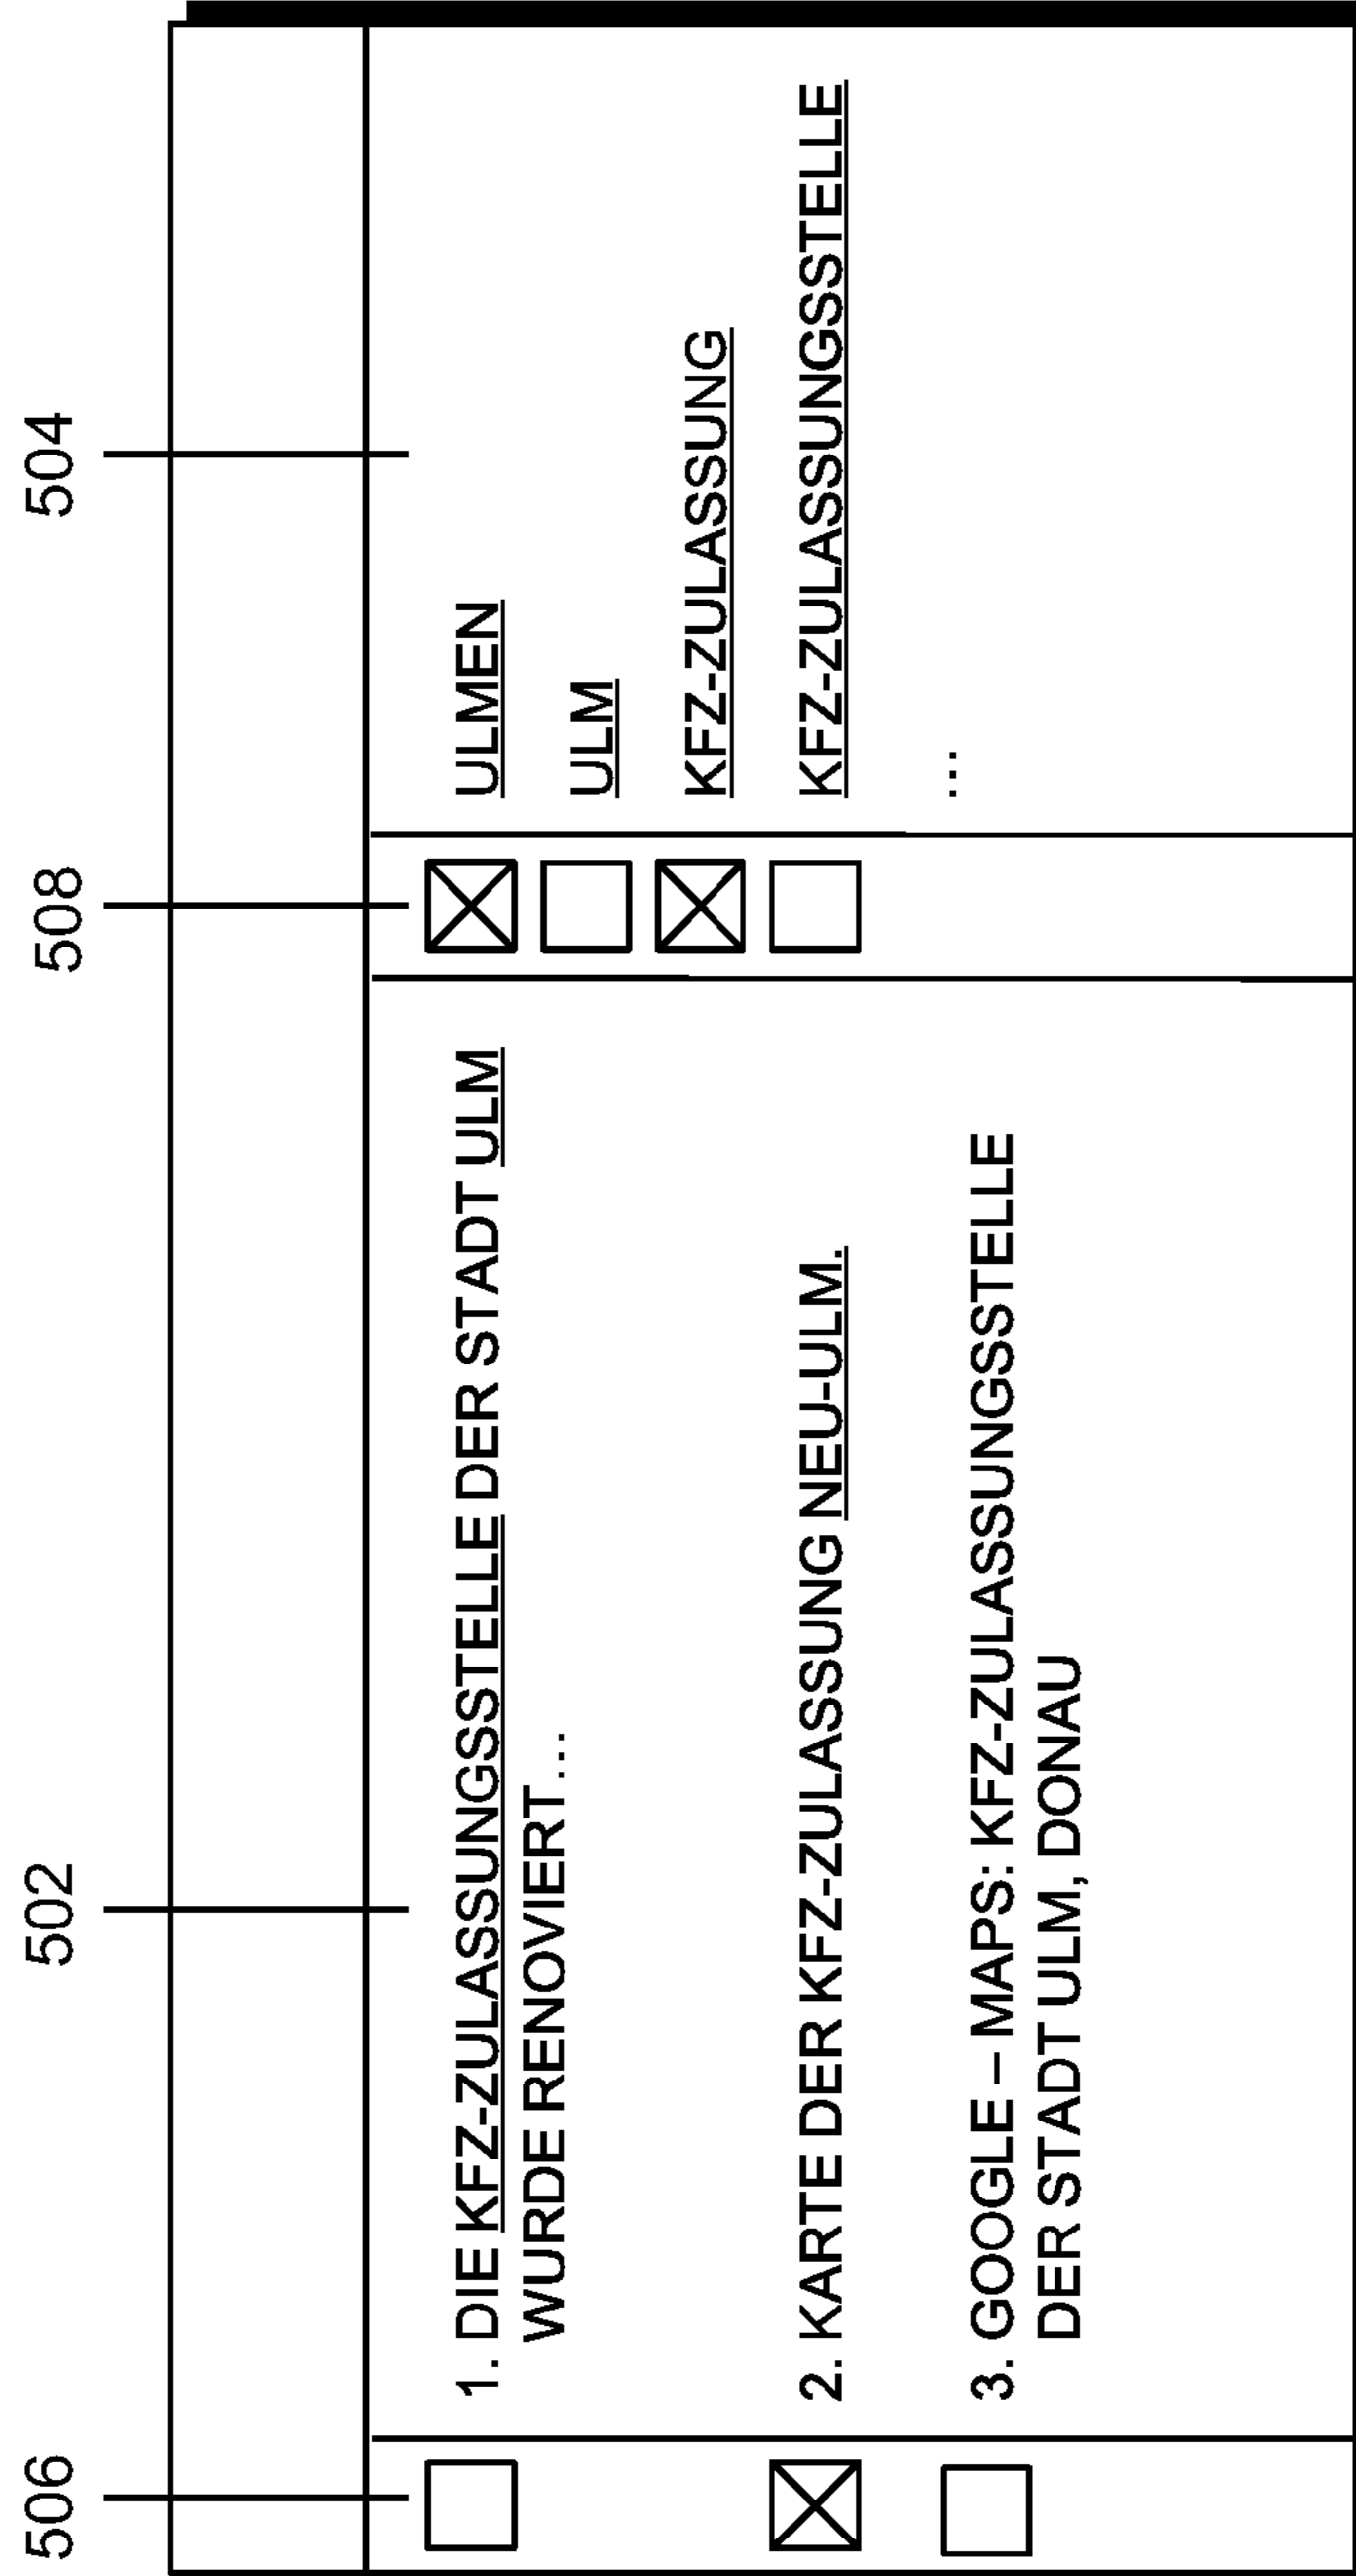 506 502 508 504
1. DIE KFZ-ZULASSUNGSSTELLE DER STADT ULM
WURDE RENOVIERT...
2. KARTE DER KFZ-ZULASSUNG NEU-ULM.
3. GOOGLE – MAPS: KFZ-ZULASSUNGSSTELLE
DER STADT ULM, DONAU
ULMEN
ULM
KFZ-ZULASSUNG
KFZ-ZULASSUNGSSTELLE
...